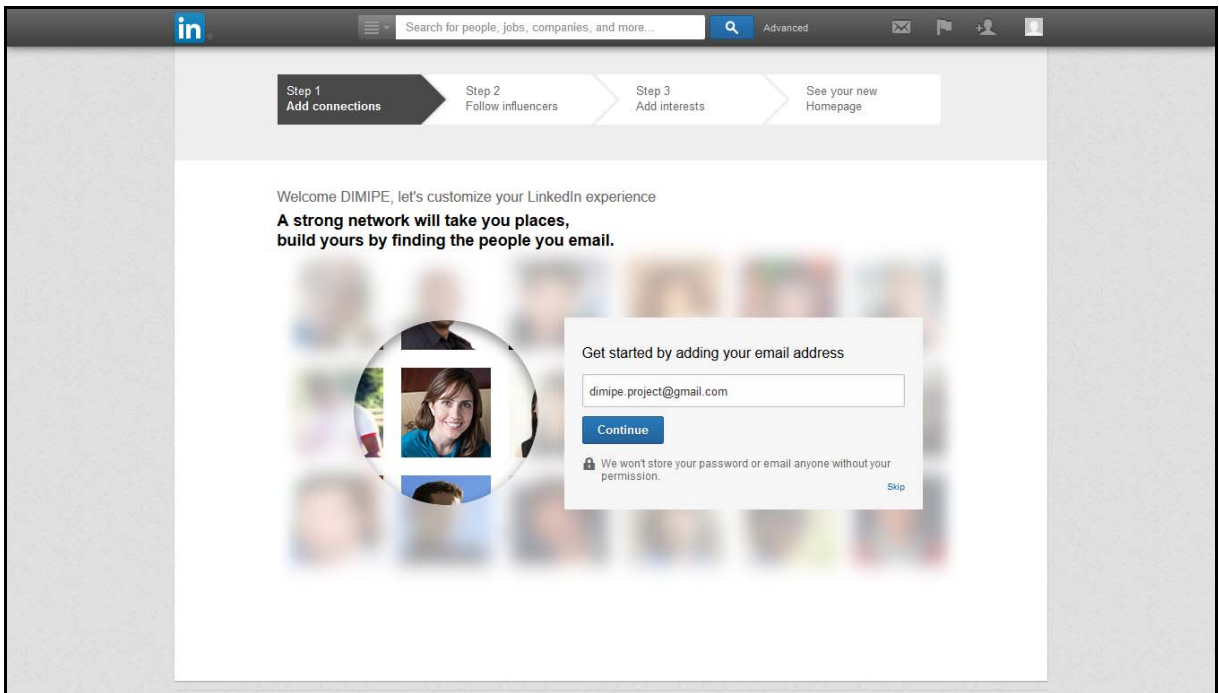 in
Search for people, jobs, companies, and more...
Advanced
Step 1
Add connections
Step 2
Follow influencers
Step 3
Add interests
See your new
Homepage
Welcome DIMIPE, let's customize your LinkedIn experience
A strong network will take you places,
build yours by finding the people you email.
Get started by adding your email address
dimipe.project@gmail.com
Continue
We won't store your password or email anyone without your
permission.
Skip